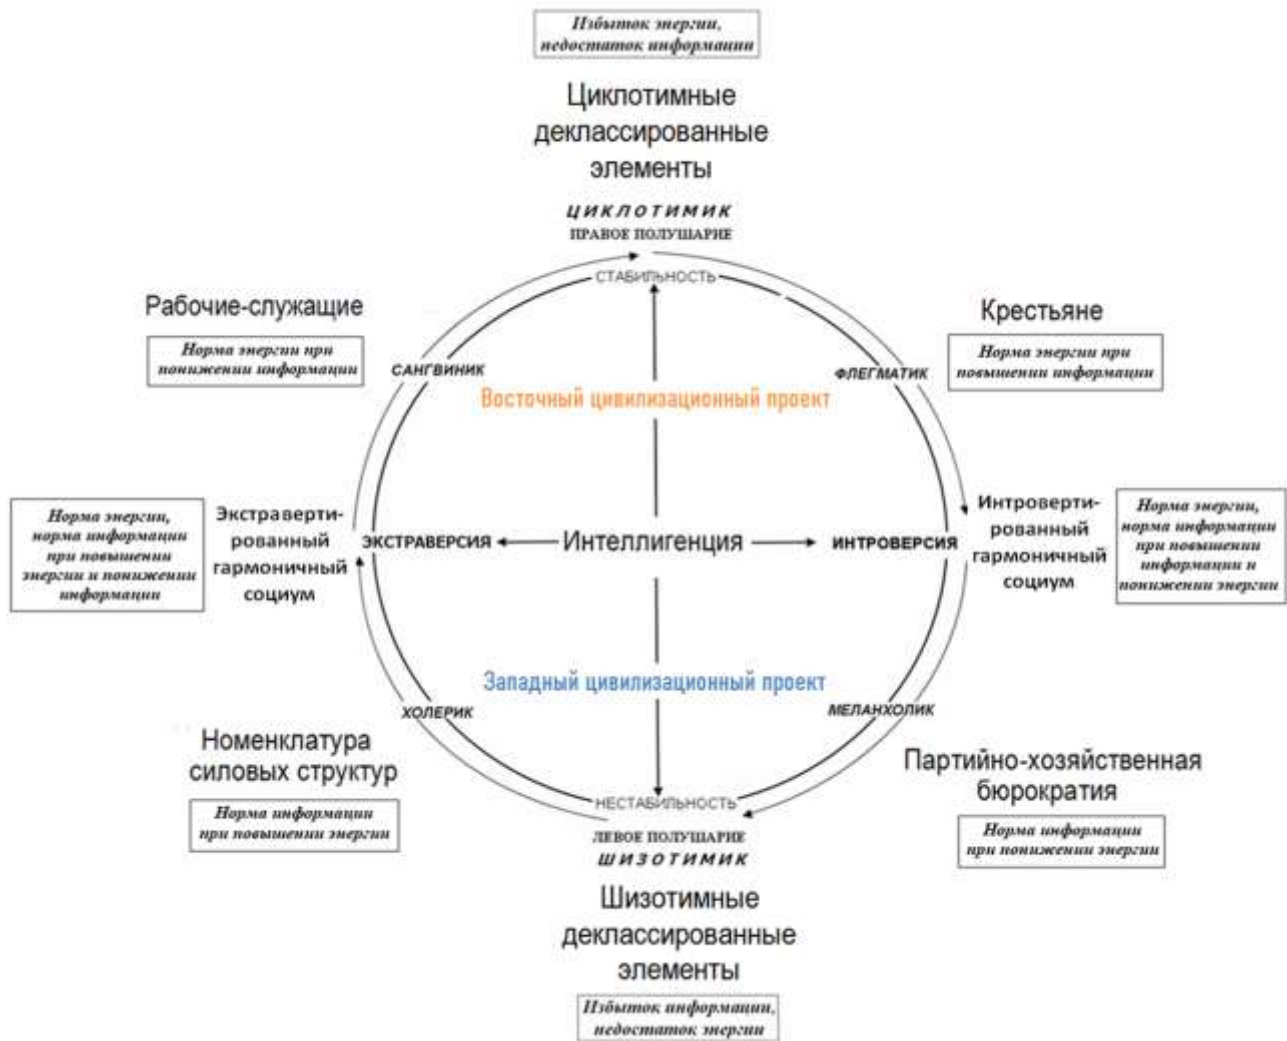 Избыток энергии,
недостаток информации
Циклотимные
деклассированные
элементы
ЦИКЛОТИМИК
ПРАВОЕ ПОЛУШАРИЕ
СТАБИЛЬНОСТЬ
Рабочие-служащие
Норма энергии при
понижении информации
САНГВИНИК
Крестьяне
Норма энергии при
повышении информации
ФЛЕГМАТИК
Восточный цивилизационный проект
Норма энергии,
норма информации
при повышении
энергии и понижении
информации
Экстраверти-
рованный
гармоничный
социум
ЭКСТРАВЕРСИЯ
Интеллигенция
ИНТРОВЕРСИЯ
Интроверти-
рованный
гармоничный
социум
Норма энергии,
норма информации
при повышении
информации и
понижении энергии
Западный цивилизационный проект
ХОЛЕРИК
МЕЛАНХОЛИК
Номенклатура
силовых структур
Норма информации
при повышении энергии
Партийно-хозяйственная
бюрократия
Норма информации
при понижении энергии
НЕСТАБИЛЬНОСТЬ
ЛЕВОЕ ПОЛУШАРИЕ
ШИЗОТИМИК
Шизотимные
деклассированные
элементы
Избыток информации,
недостаток энергии